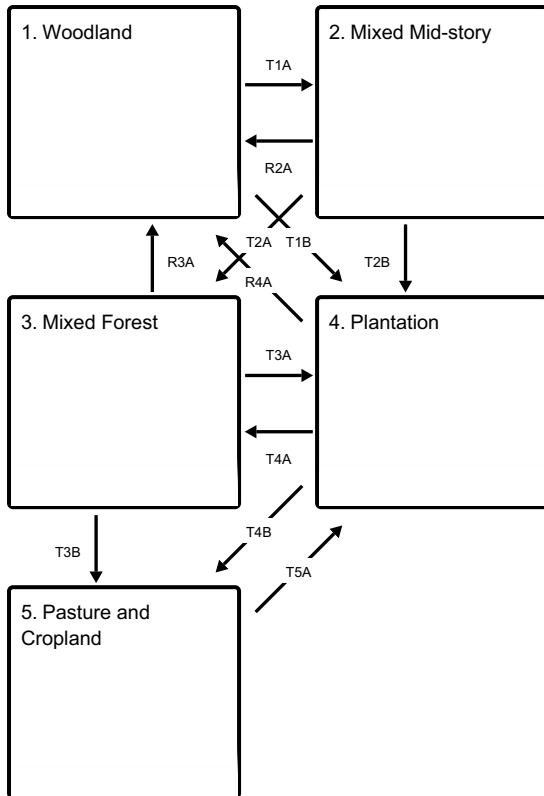 1. Woodland
2. Mixed Mid-story
T1A
R2A
T2A
T1B
R3A
R4A
T2B
3. Mixed Forest
4. Plantation
T3A
T4A
T3B
T4B
T5A
5. Pasture and
Cropland